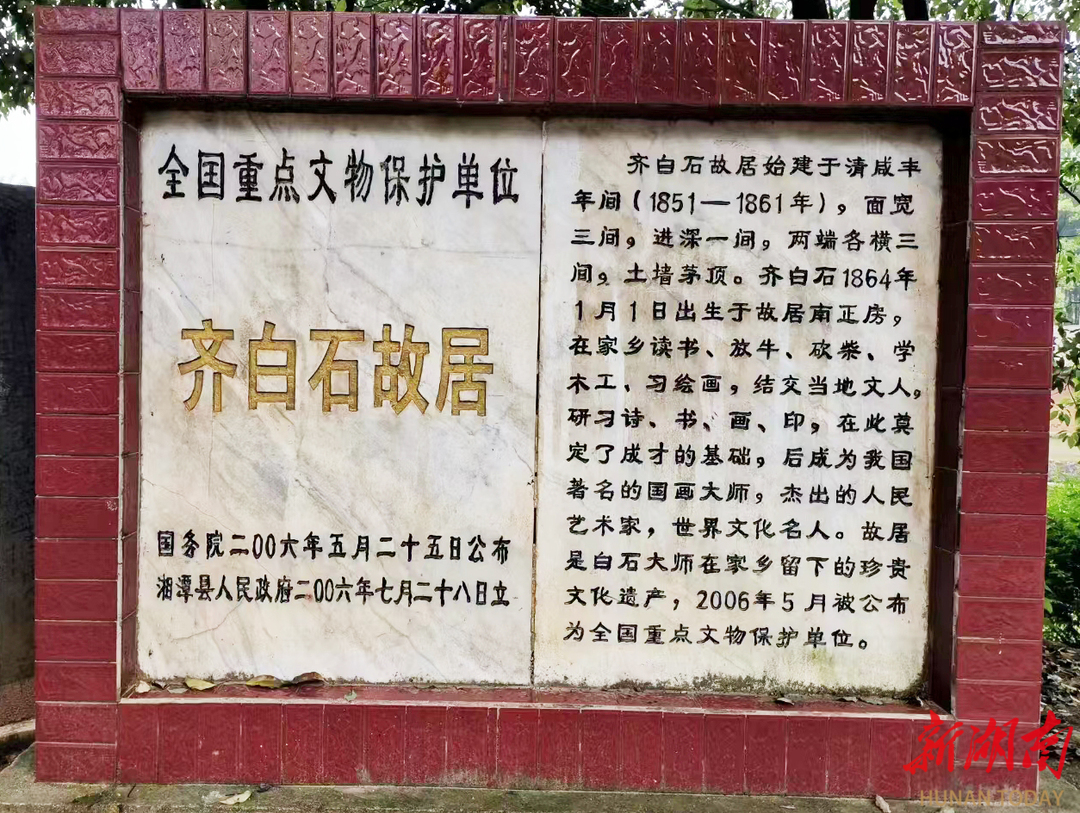 全国重点文物保护单位
齐白石故居
国务院二〇〇六年五月二十五日公布
湘潭县人民政府二〇〇六年七月二十八日立
齐白石故居始建于清咸丰
年间（1851—1861年），面宽
三间，进深一间，两端各横三
间，土墙茅顶。齐白石1864年
1月1日出生于故居南正房，
在家乡读书、放牛、砍柴、学
木工、习绘画，结交当地文人，
研习诗、书、画、印，在此奠
定了成才的基础，后成为我国
著名的国画大师，杰出的人民
艺术家，世界文化名人。故居
是白石大师在家乡留下的珍贵
文化遗产，2006年5月被公布
为全国重点文物保护单位。
新湖南
HUNAN TODAY